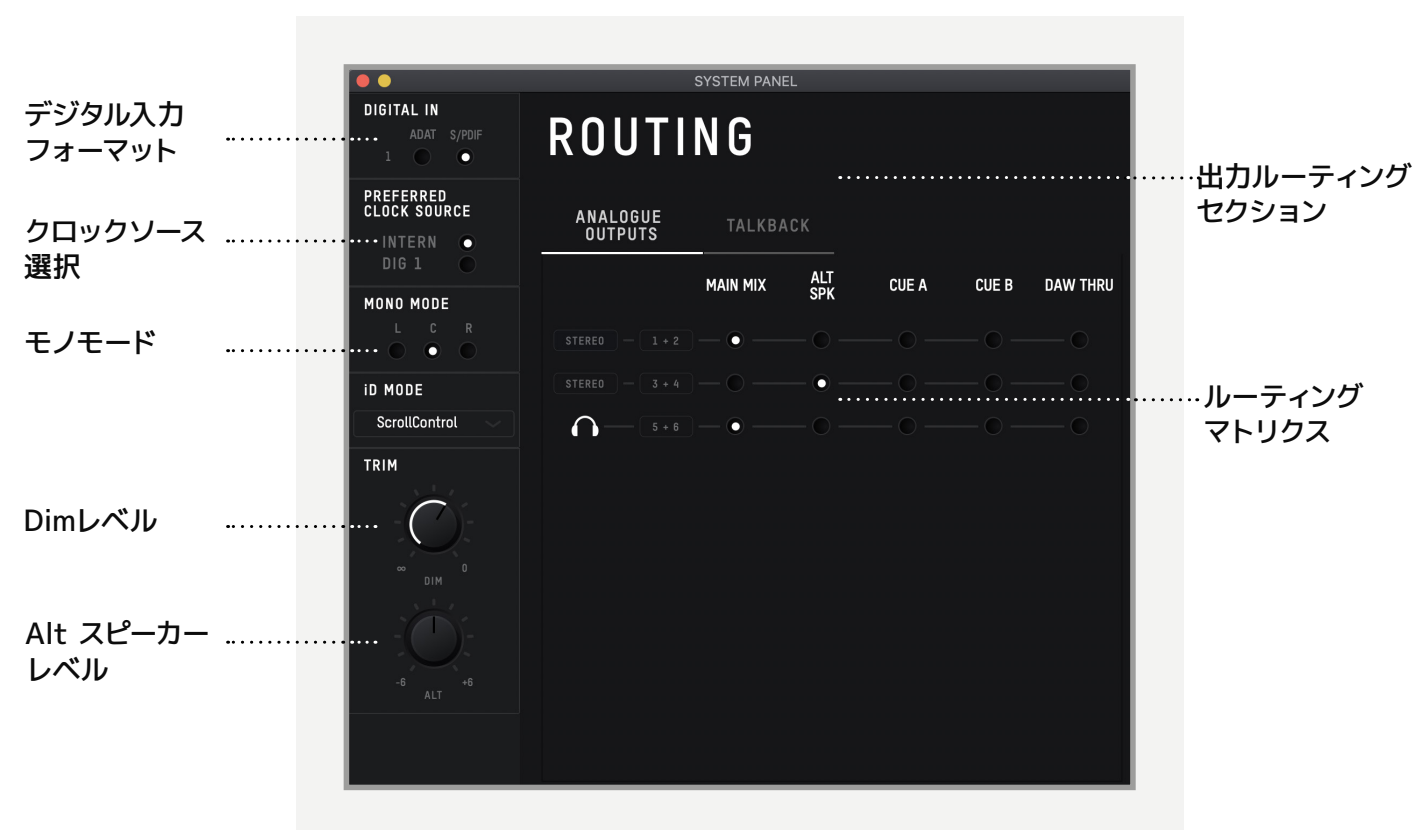 デジタル入力
フォーマット
クロックソース
選択
モノモード
Dimレベル
Alt スピーカー
レベル
SYSTEM PANEL
DIGITAL IN
ADAT S/PDIF
1
PREFERRED
CLOCK SOURCE
INTERN
DIG 1
MONO MODE
L C R
iD MODE
ScrollControl
TRIM
∞ 0
DIM
-6 +6
ALT
ROUTING
ANALOGUE
OUTPUTS
TALKBACK
MAIN MIX
ALT
SPK
CUE A
CUE B
DAW THRU
STEREO 1 + 2
STEREO 3 + 4
5 + 6
出力ルーティング
セクション
ルーティング
マトリクス